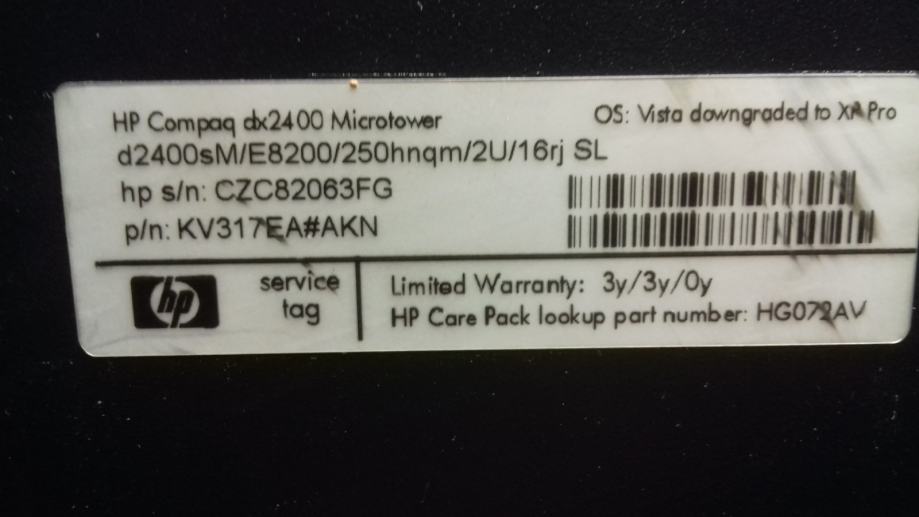 HP Compaq dx2400 Microtower OS: Vista downgraded to XP Pro
d2400sM/E8200/250hnqm/2U/16rj SL
hp s/n: CZC82063FG
p/n: KV317EA#AKN
hp service tag
Limited Warranty: 3y/3y/0y
HP Care Pack lookup part number: HG079AV